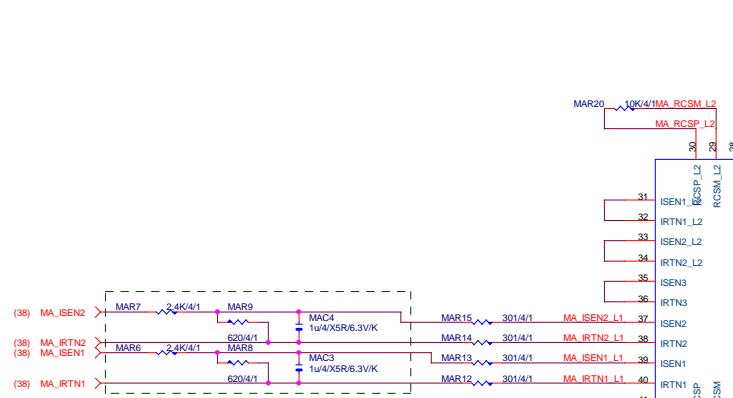 MAR20 10K/4/1 MA_RCSM_L2
MA_RCSP_L2
30 29 28
RCSP_L2 RCSM_L2
31 ISEN1_L2
32 IRTN1_L2
33 ISEN2_L2
34 IRTN2_L2
35 ISEN3
36 IRTN3
(38) MA_ISEN2 MAR7 2.4K/4/1 MAR9
MAC4
1u/4/X5R/6.3V/K
MAR15 301/4/1 MA_ISEN2_L1 37 ISEN2
620/4/1
(38) MA_IRTN2 MAR14 301/4/1 MA_IRTN2_L1 38 IRTN2
(38) MA_ISEN1 MAR6 2.4K/4/1 MAR8
MAC3
1u/4/X5R/6.3V/K
MAR13 301/4/1 MA_ISEN1_L1 39 ISEN1
620/4/1
(38) MA_IRTN1 MAR12 301/4/1 MA_IRTN1_L1 40 IRTN1